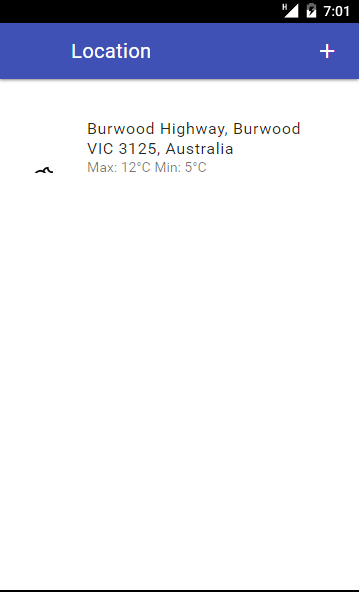 H 7:01
Location +
Burwood Highway, Burwood
VIC 3125, Australia
Max: 12°C Min: 5°C